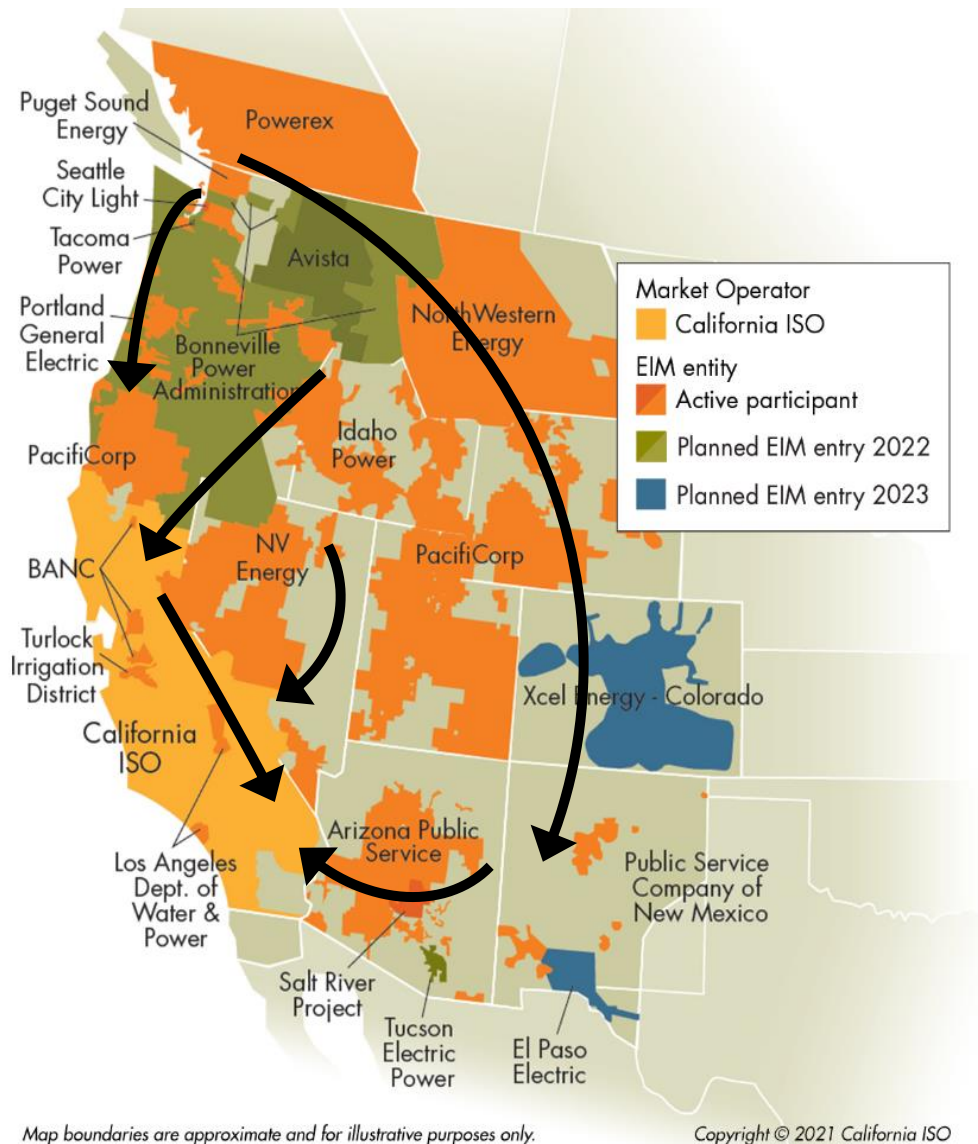 Powerex
Puget Sound
Energy
Seattle
City Light
Tacoma
Power
Avista
Portland
General
Electric
Bonneville
Power
Administration
NorthWestern
Energy
Market Operator
California ISO
EIM entity
Active participant
Planned EIM entry 2022
Planned EIM entry 2023
Idaho
Power
PacifiCorp
NV
Energy
PacifiCorp
BANC
Turlock
Irrigation
District
Xcel Energy - Colorado
California
ISO
Arizona Public
Service
Los Angeles
Dept. of
Water &
Power
Public Service
Company of
New Mexico
Salt River
Project
Tucson
Electric
Power
El Paso
Electric
Map boundaries are approximate and for illustrative purposes only.
Copyright © 2021 California ISO